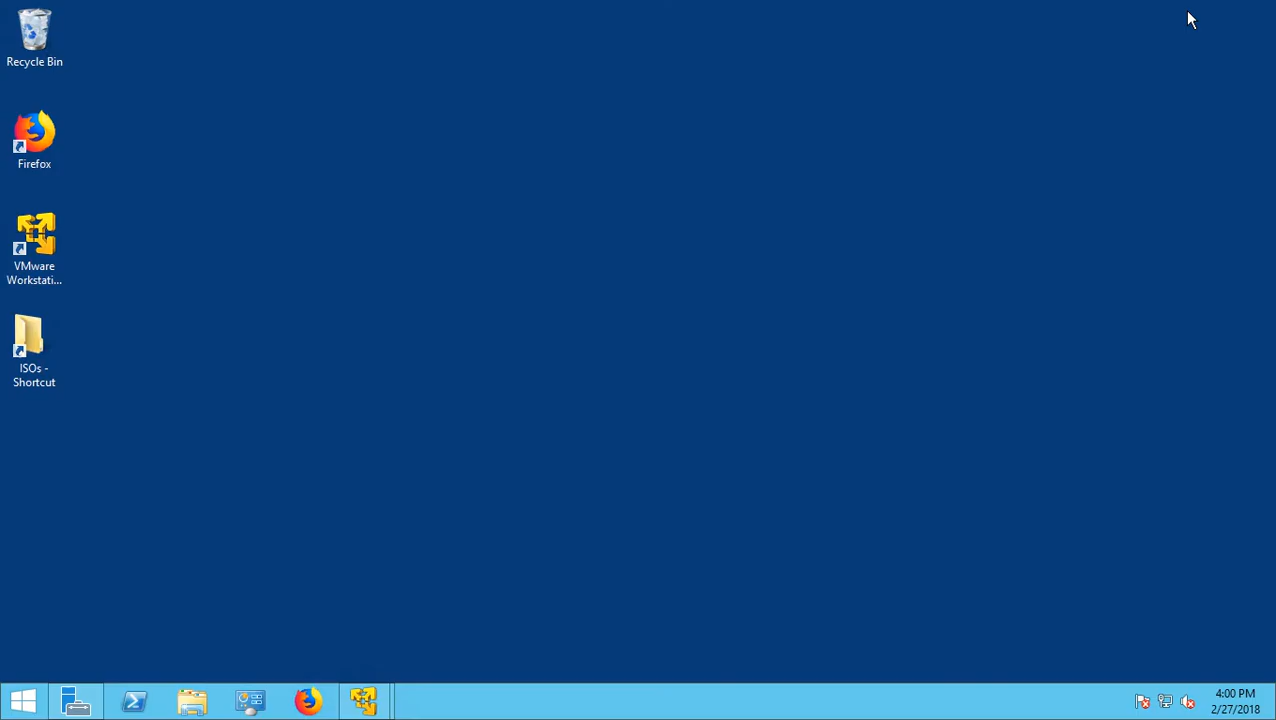 Recycle Bin
Firefox
VMware
Workstati...
ISOs -
Shortcut
4:00 PM
2/27/2018